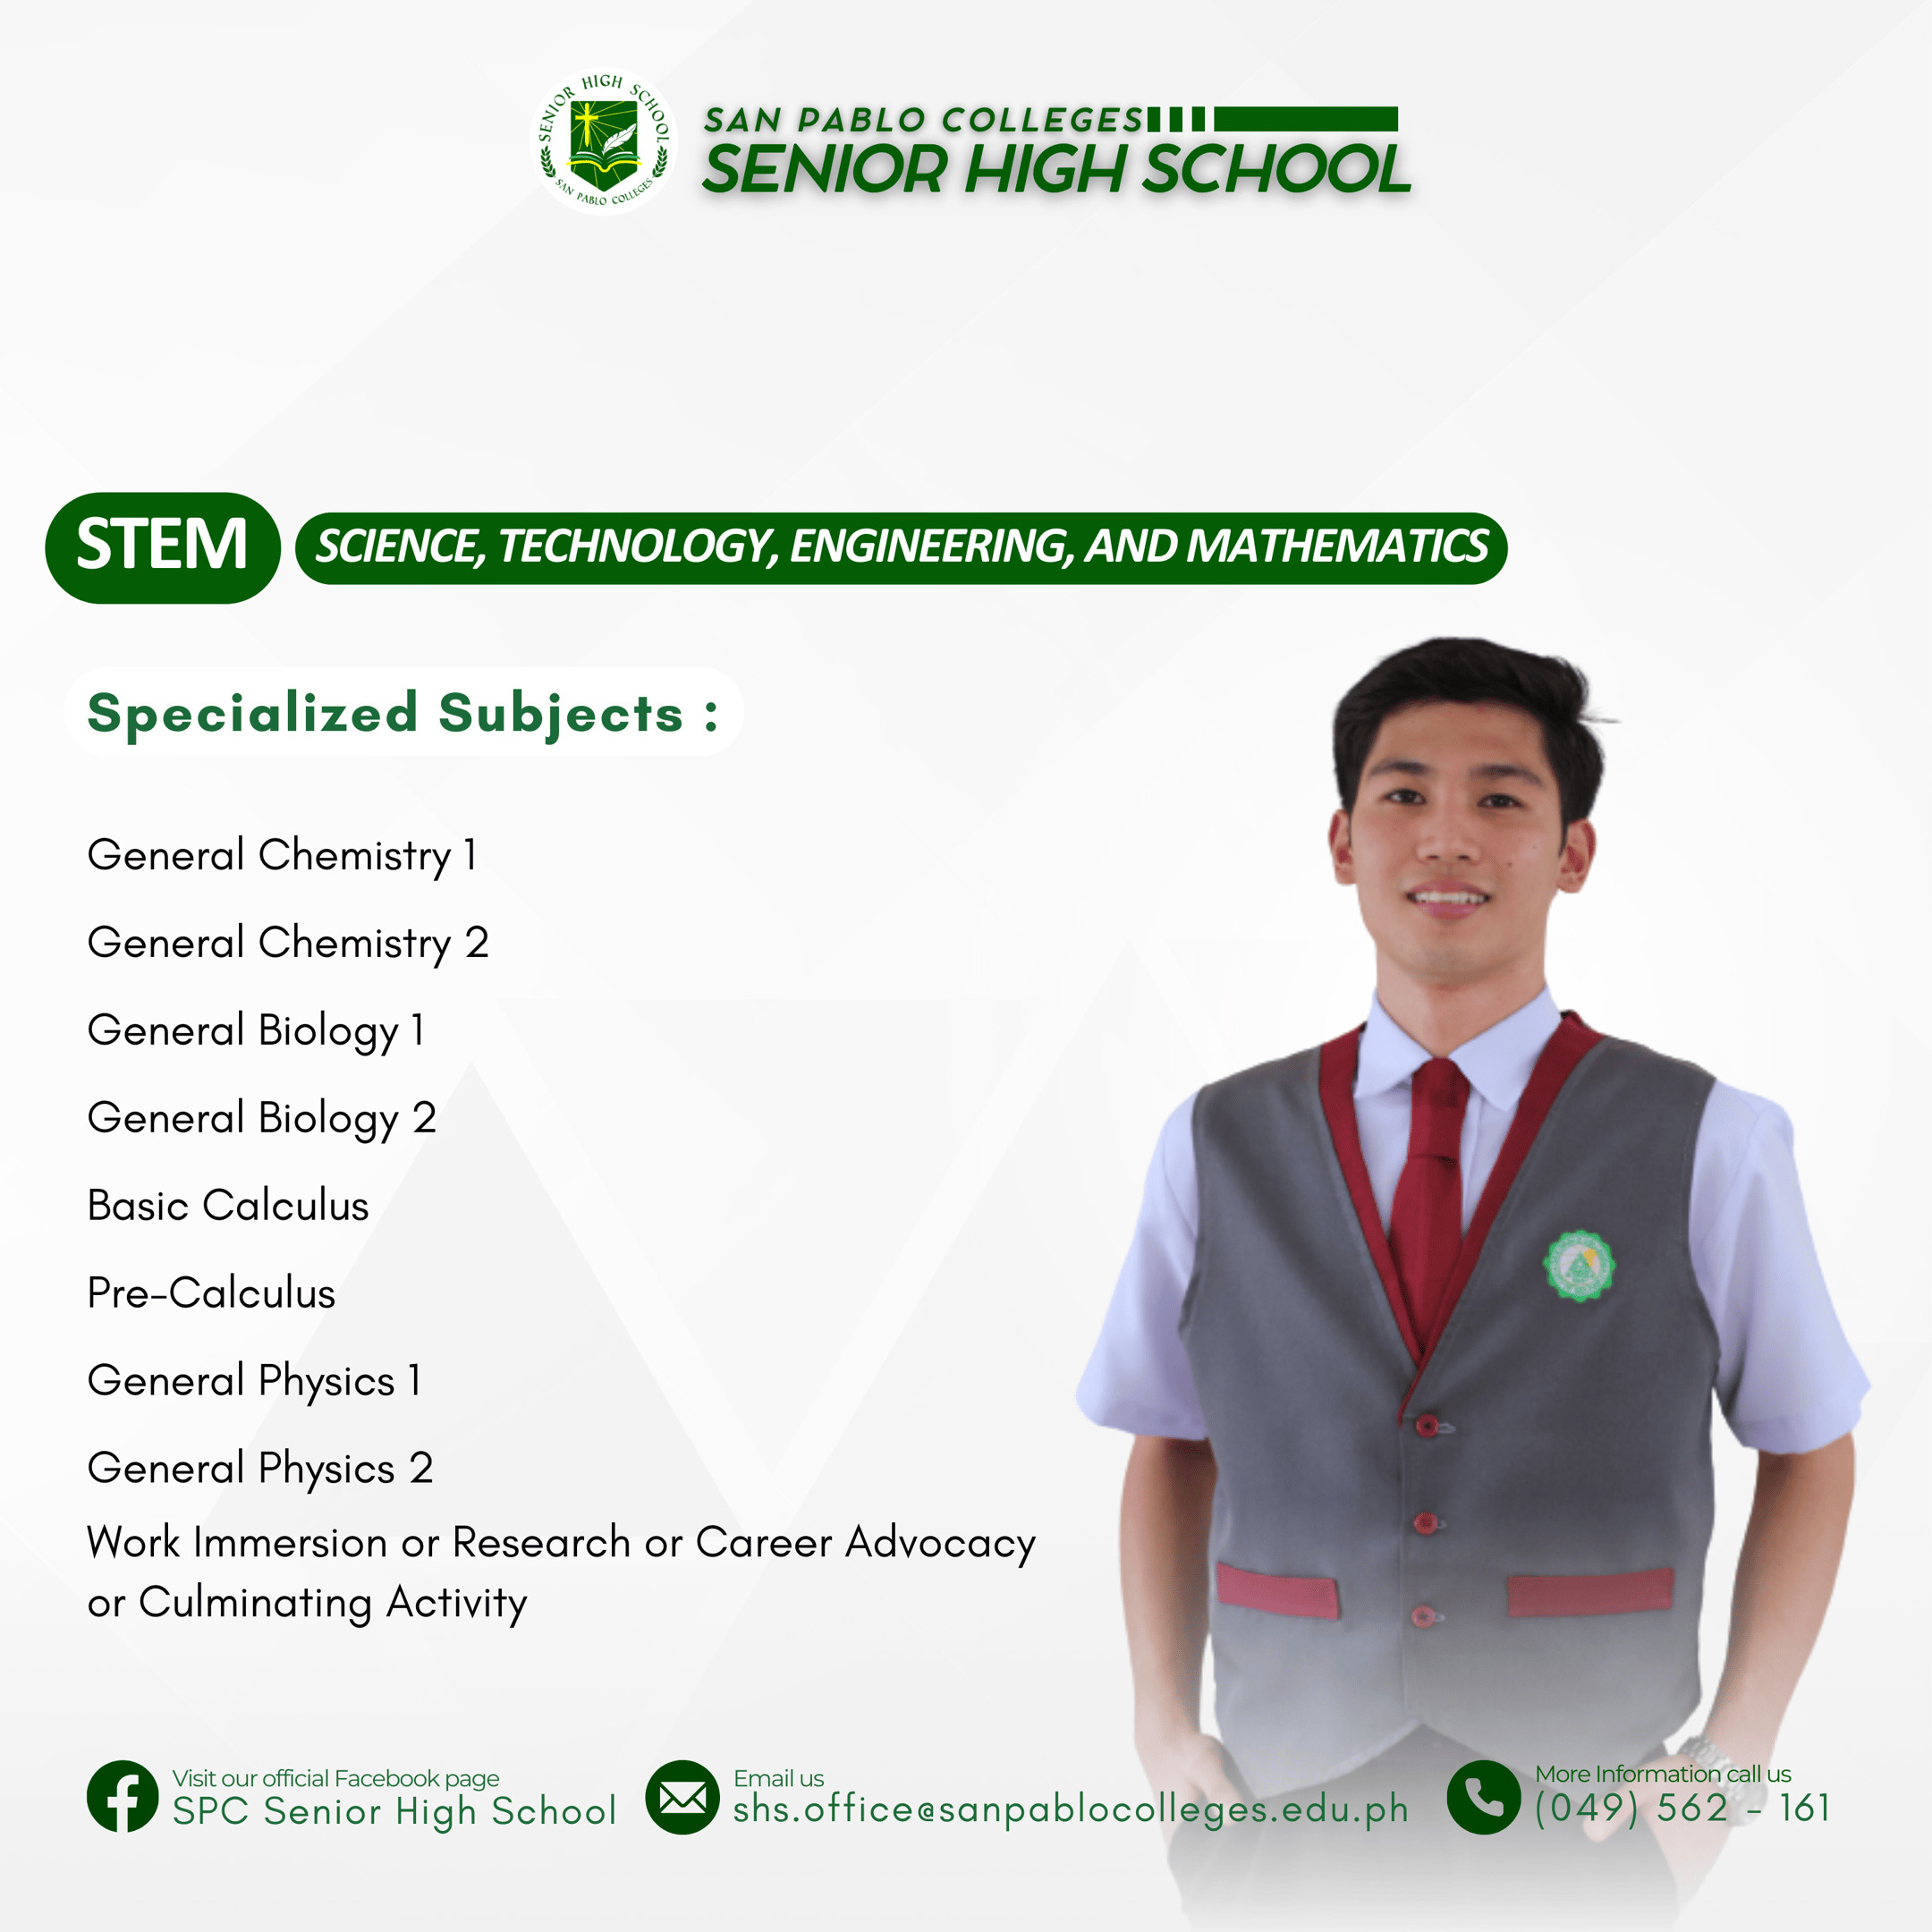 SENIOR HIGH SCHOOL
SAN PABLO COLLEGES
SAN PABLO COLLEGES
SENIOR HIGH SCHOOL
STEM
SCIENCE, TECHNOLOGY, ENGINEERING, AND MATHEMATICS
Specialized Subjects :
General Chemistry 1
General Chemistry 2
General Biology 1
General Biology 2
Basic Calculus
Pre-Calculus
General Physics 1
General Physics 2
Work Immersion or Research or Career Advocacy
or Culminating Activity
Visit our official Facebook page
SPC Senior High School
Email us
shs.office@sanpablocolleges.edu.ph
More Information call us
(049) 562 - 161